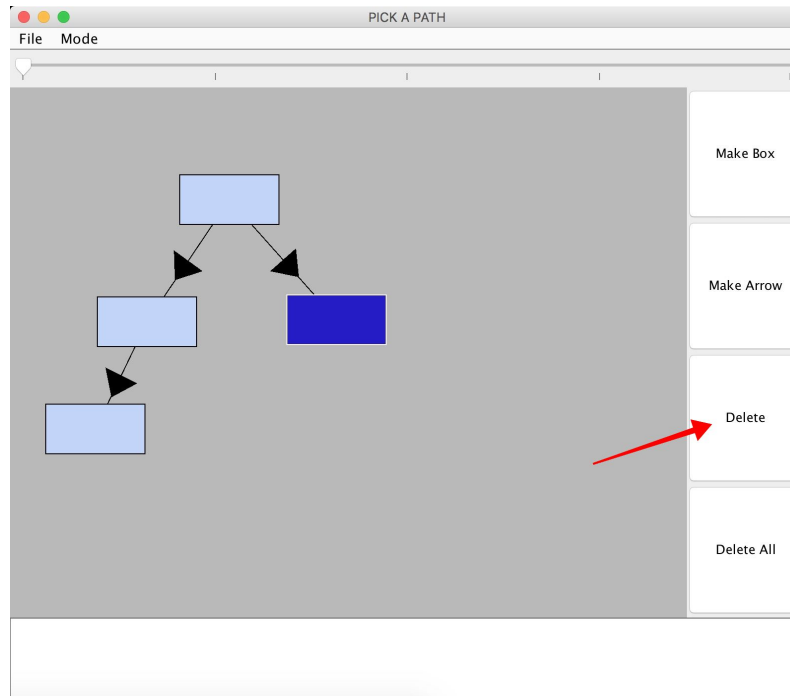 PICK A PATH
File Mode
Make Box
Make Arrow
Delete
Delete All